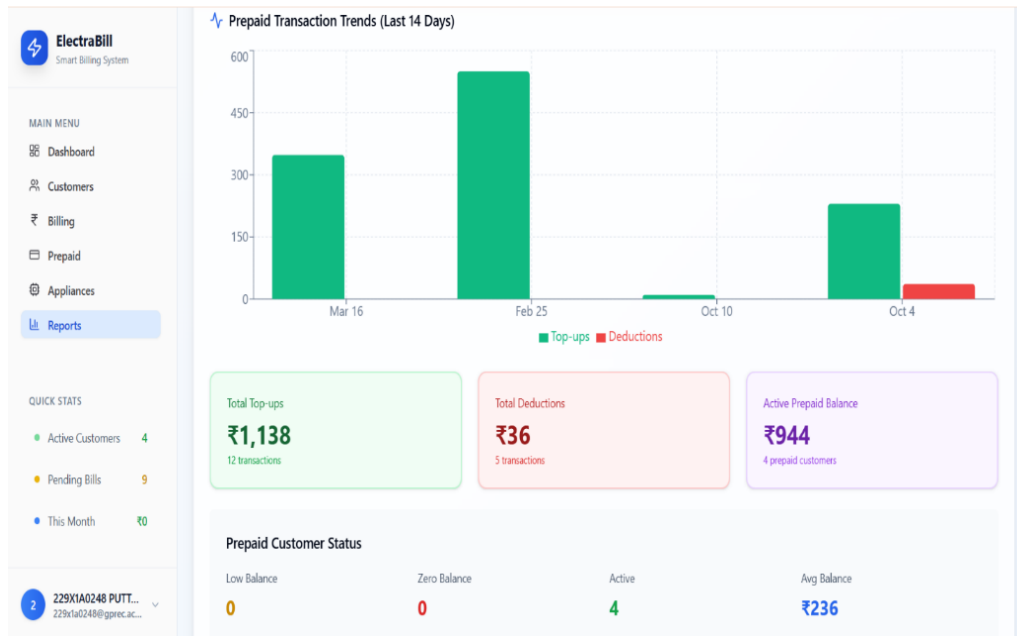 ElectraBill
Smart Billing System
MAIN MENU
Dashboard
Customers
₹ Billing
Prepaid
Appliances
Reports
QUICK STATS
Active Customers 4
Pending Bills 9
This Month ₹0
2
229X1A0248 PUTT...
229x1a0248@gprec.ac....
Prepaid Transaction Trends (Last 14 Days)
600
450
300
150
0
Mar 16 Feb 25 Oct 10 Oct 4
Top-ups Deductions
Total Top-ups
₹1,138
12 transactions
Total Deductions
₹36
5 transactions
Active Prepaid Balance
₹944
4 prepaid customers
Prepaid Customer Status
Low Balance Zero Balance Active Avg Balance
0 0 4 ₹236